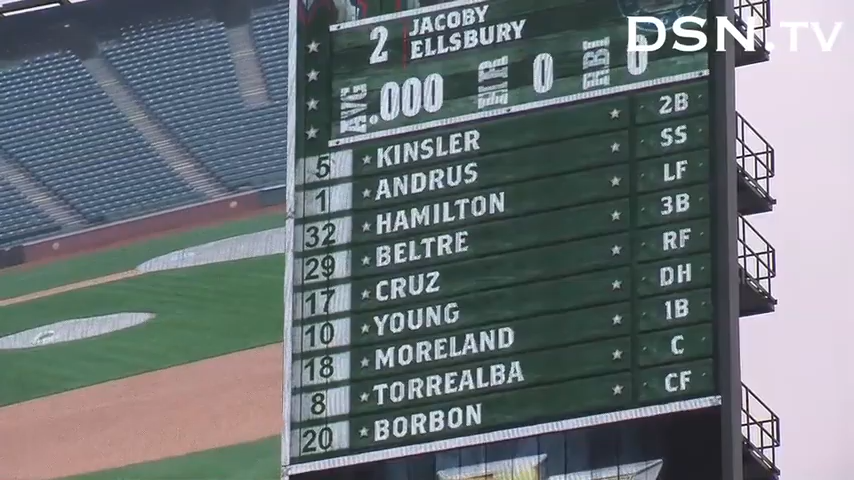 DSN.TV
2 JACOBY
ELLSBURY
AVG .000 HR 0 RBI 0
5 KINSLER 2B
1 ANDRUS SS
32 HAMILTON LF
29 BELTRE 3B
17 CRUZ RF
10 YOUNG DH
18 MORELAND 1B
8 TORREALBA C
20 BORBON CF